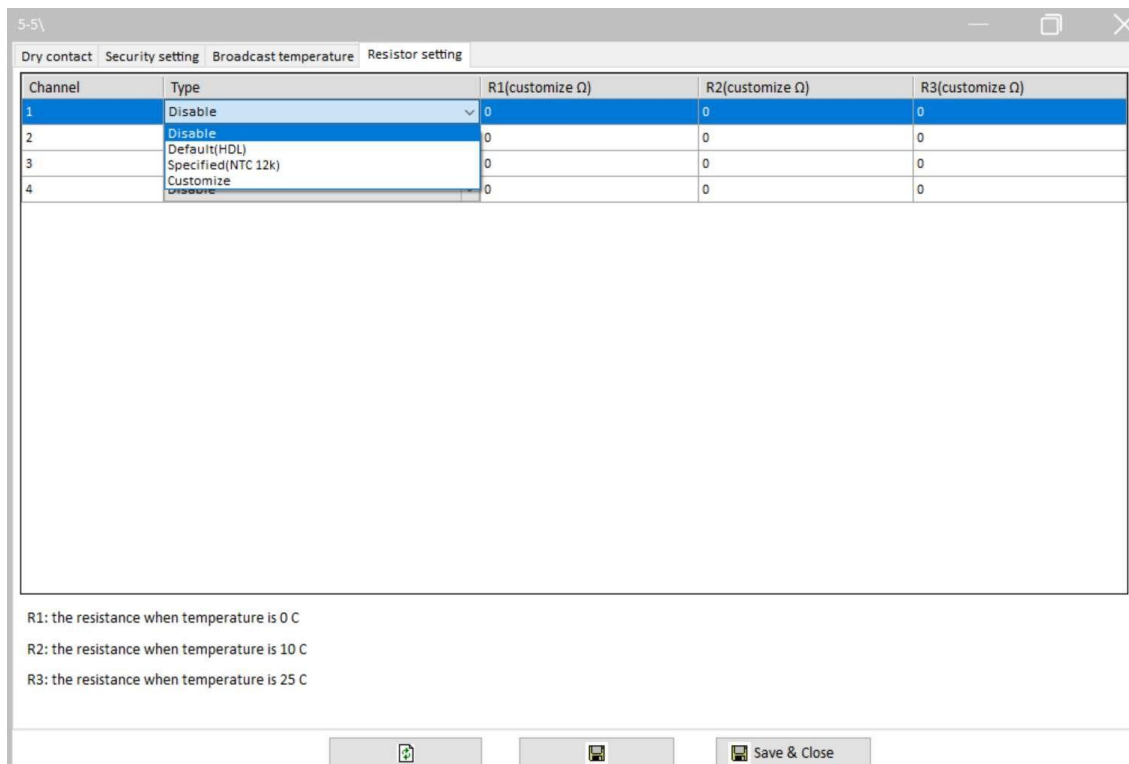 5-5\
Dry contact Security setting Broadcast temperature Resistor setting
Channel Type R1(customize Ω) R2(customize Ω) R3(customize Ω)
1 Disable 0 0 0
Disable
2 0 0 0
Default(HDL)
3 Specified(NTC 12k) 0 0 0
Customize
4 Disable 0 0 0
R1: the resistance when temperature is 0 C
R2: the resistance when temperature is 10 C
R3: the resistance when temperature is 25 C
Save & Close